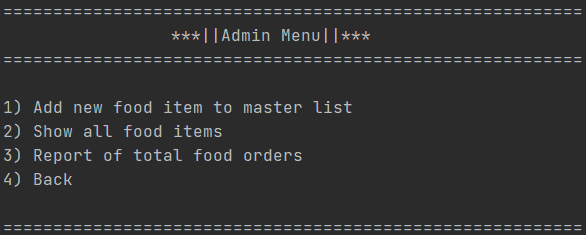 ==========================================================
***||Admin Menu||***
==========================================================
1) Add new food item to master list
2) Show all food items
3) Report of total food orders
4) Back
==========================================================